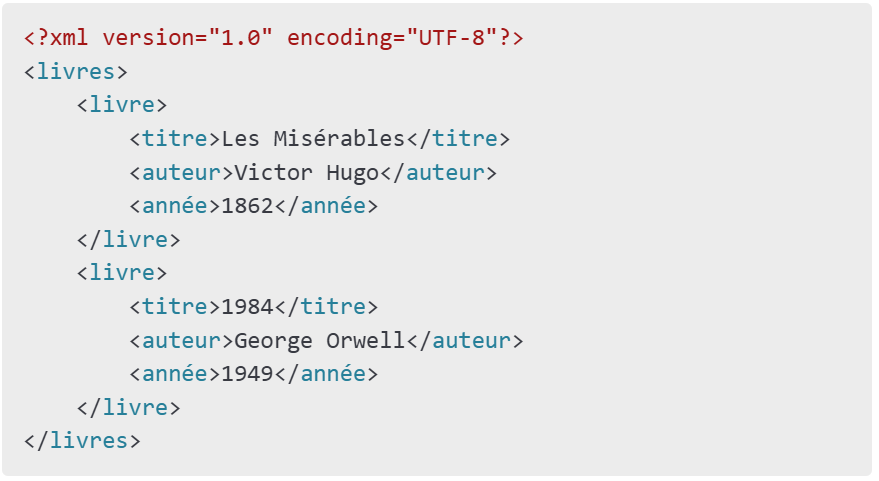 <?xml version="1.0" encoding="UTF-8"?>
<livres>
    <livre>
        <titre>Les Misérables</titre>
        <auteur>Victor Hugo</auteur>
        <année>1862</année>
    </livre>
    <livre>
        <titre>1984</titre>
        <auteur>George Orwell</auteur>
        <année>1949</année>
    </livre>
</livres>